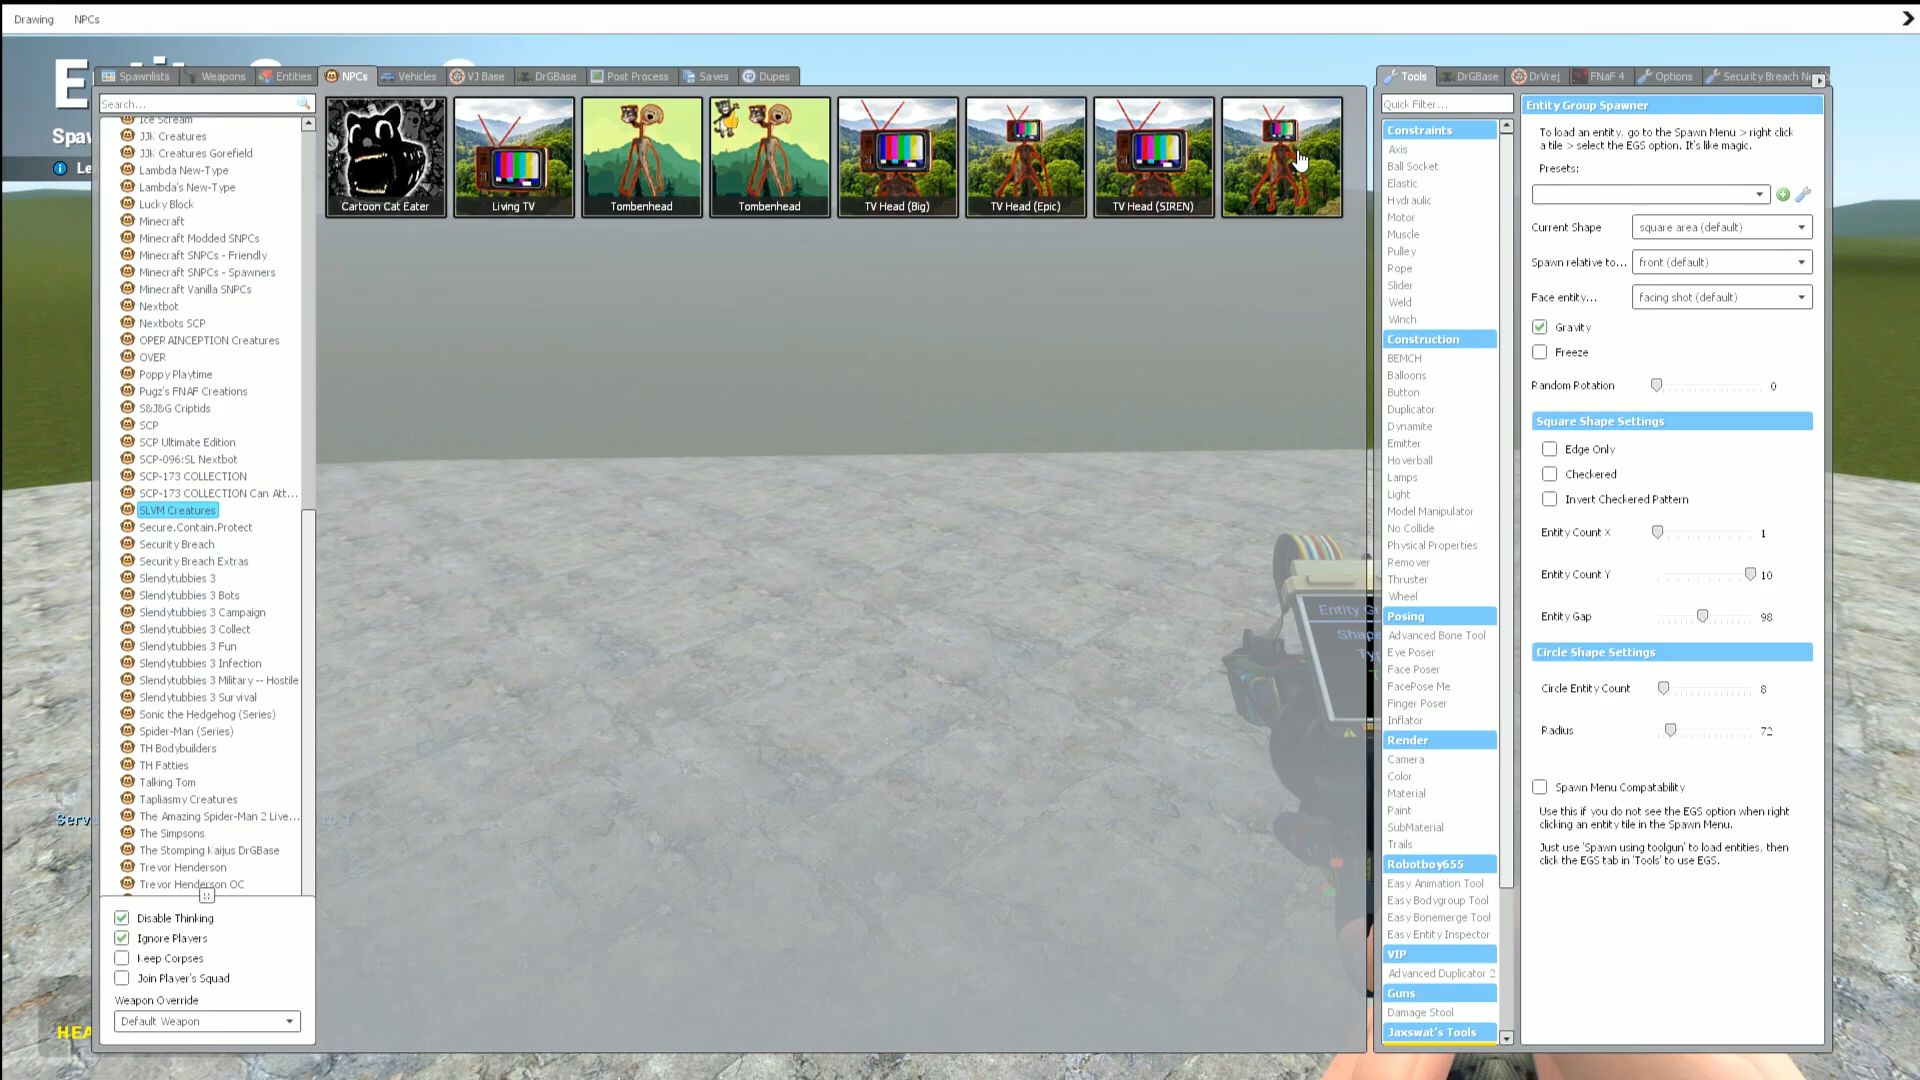 Drawing NPCs
Spawnlists Weapons Entities NPCs Vehicles VJ Base DrGBase Post Process Saves Dupes
Search...
Ice Scream
JJK Creatures
JJK Creatures Gorefield
Lambda New-Type
Lambda's New-Type
Lucky Block
Minecraft
Minecraft Modded SNPCs
Minecraft SNPCs - Friendly
Minecraft SNPCs - Spawners
Minecraft Vanilla SNPCs
Nextbot
Nextbots SCP
OPERAINCEPTION Creatures
OVER
Poppy Playtime
Pugz's FNAF Creations
S&J&G Criptids
SCP
SCP Ultimate Edition
SCP-096:SL Nextbot
SCP-173 COLLECTION
SCP-173 COLLECTION Can Att...
SLVM Creatures
Secure.Contain.Protect
Security Breach
Security Breach Extras
Slendytubbies 3
Slendytubbies 3 Bots
Slendytubbies 3 Campaign
Slendytubbies 3 Collect
Slendytubbies 3 Fun
Slendytubbies 3 Infection
Slendytubbies 3 Military -- Hostile
Slendytubbies 3 Survival
Sonic the Hedgehog (Series)
Spider-Man (Series)
TH Bodybuilders
TH Fatties
Talking Tom
Tapliasmy Creatures
The Amazing Spider-Man 2 Live...
The Simpsons
The Stomping Kaijus DrGBase
Trevor Henderson
Trevor Henderson OC
Disable Thinking
Ignore Players
Keep Corpses
Join Player's Squad
Weapon Override
Default Weapon
Cartoon Cat Eater
Living TV
Tombenhead
Tombenhead
TV Head (Big)
TV Head (Epic)
TV Head (SIREN)
Spa
Le
Serv
to 1
HEA
Entity G
Shap
Ty
Tools DrGBase DrVrej FNaF 4 Options Security Breach N
Quick Filter...
Constraints
Axis
Ball Socket
Elastic
Hydraulic
Motor
Muscle
Pulley
Rope
Slider
Weld
Winch
Construction
BEMCH
Balloons
Button
Duplicator
Dynamite
Emitter
Hoverball
Lamps
Light
Model Manipulator
No Collide
Physical Properties
Remover
Thruster
Wheel
Posing
Advanced Bone Tool
Eye Poser
Face Poser
FacePose Me
Finger Poser
Inflator
Render
Camera
Color
Material
Paint
SubMaterial
Trails
Robotboy655
Easy Animation Tool
Easy Bodygroup Tool
Easy Bonemerge Tool
Easy Entity Inspector
VIP
Advanced Duplicator 2
Guns
Damage Stool
Jaxswat's Tools
Entity Group Spawner
To load an entity, go to the Spawn Menu > right click
a tile > select the EGS option. It's like magic.
Presets:
Current Shape square area (default)
Spawn relative to... front (default)
Face entity... facing shot (default)
Gravity
Freeze
Random Rotation 0
Square Shape Settings
Edge Only
Checkered
Invert Checkered Pattern
Entity Count X 1
Entity Count Y 10
Entity Gap 98
Circle Shape Settings
Circle Entity Count 8
Radius 72
Spawn Menu Compatability
Use this if you do not see the EGS option when right
clicking an entity tile in the Spawn Menu.
Just use 'Spawn using toolgun' to load entities, then
click the EGS tab in 'Tools' to use EGS.